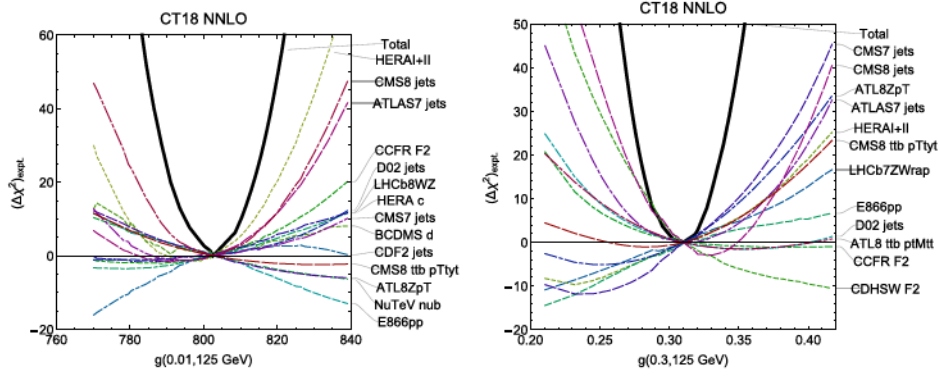 CT18 NNLO
60
40
20
0
−20
(Δχ²)expt.
760
780
800
820
840
g(0.01,125 GeV)
Total
HERAI+II
CMS8 jets
ATLAS7 jets
CCFR F2
D02 jets
LHCb8WZ
HERA c
CMS7 jets
BCDMS d
CDF2 jets
CMS8 ttb pTtyt
ATL8ZpT
NuTeV nub
E866pp
CT18 NNLO
50
40
30
20
10
0
−10
−20
(Δχ²)expt.
0.20
0.25
0.30
0.35
0.40
g(0.3,125 GeV)
Total
CMS7 jets
CMS8 jets
ATL8ZpT
ATLAS7 jets
HERAI+II
CMS8 ttb pTtyt
LHCb7ZWrap
E866pp
D02 jets
ATL8 ttb ptMtt
CCFR F2
CDHSW F2